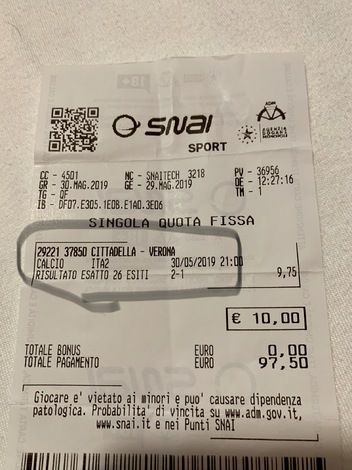 SNAI
SPORT
ADM
CC - 4501 NC - SNAITECH 3218 PV - 36956
GR - 30.MAG.2019 GE - 29.MAG.2019 OE - 12:27:16
TG - QF TM - 1
IB - DF07.E305.1E0B.E1A0.3ED6
SINGOLA QUOTA FISSA
29221 37850 CITTADELLA - VERONA
CALCIO ITA2 30/05/2019 21:00
RISULTATO ESATTO 26 ESITI 2-1 9,75
€ 10,00
TOTALE BONUS EURO 0,00
TOTALE PAGAMENTO EURO 97,50
Giocare e' vietato ai minori e puo' causare dipendenza
patologica. Probabilita' di vincita su www.adm.gov.it,
www.snai.it e nei Punti SNAI